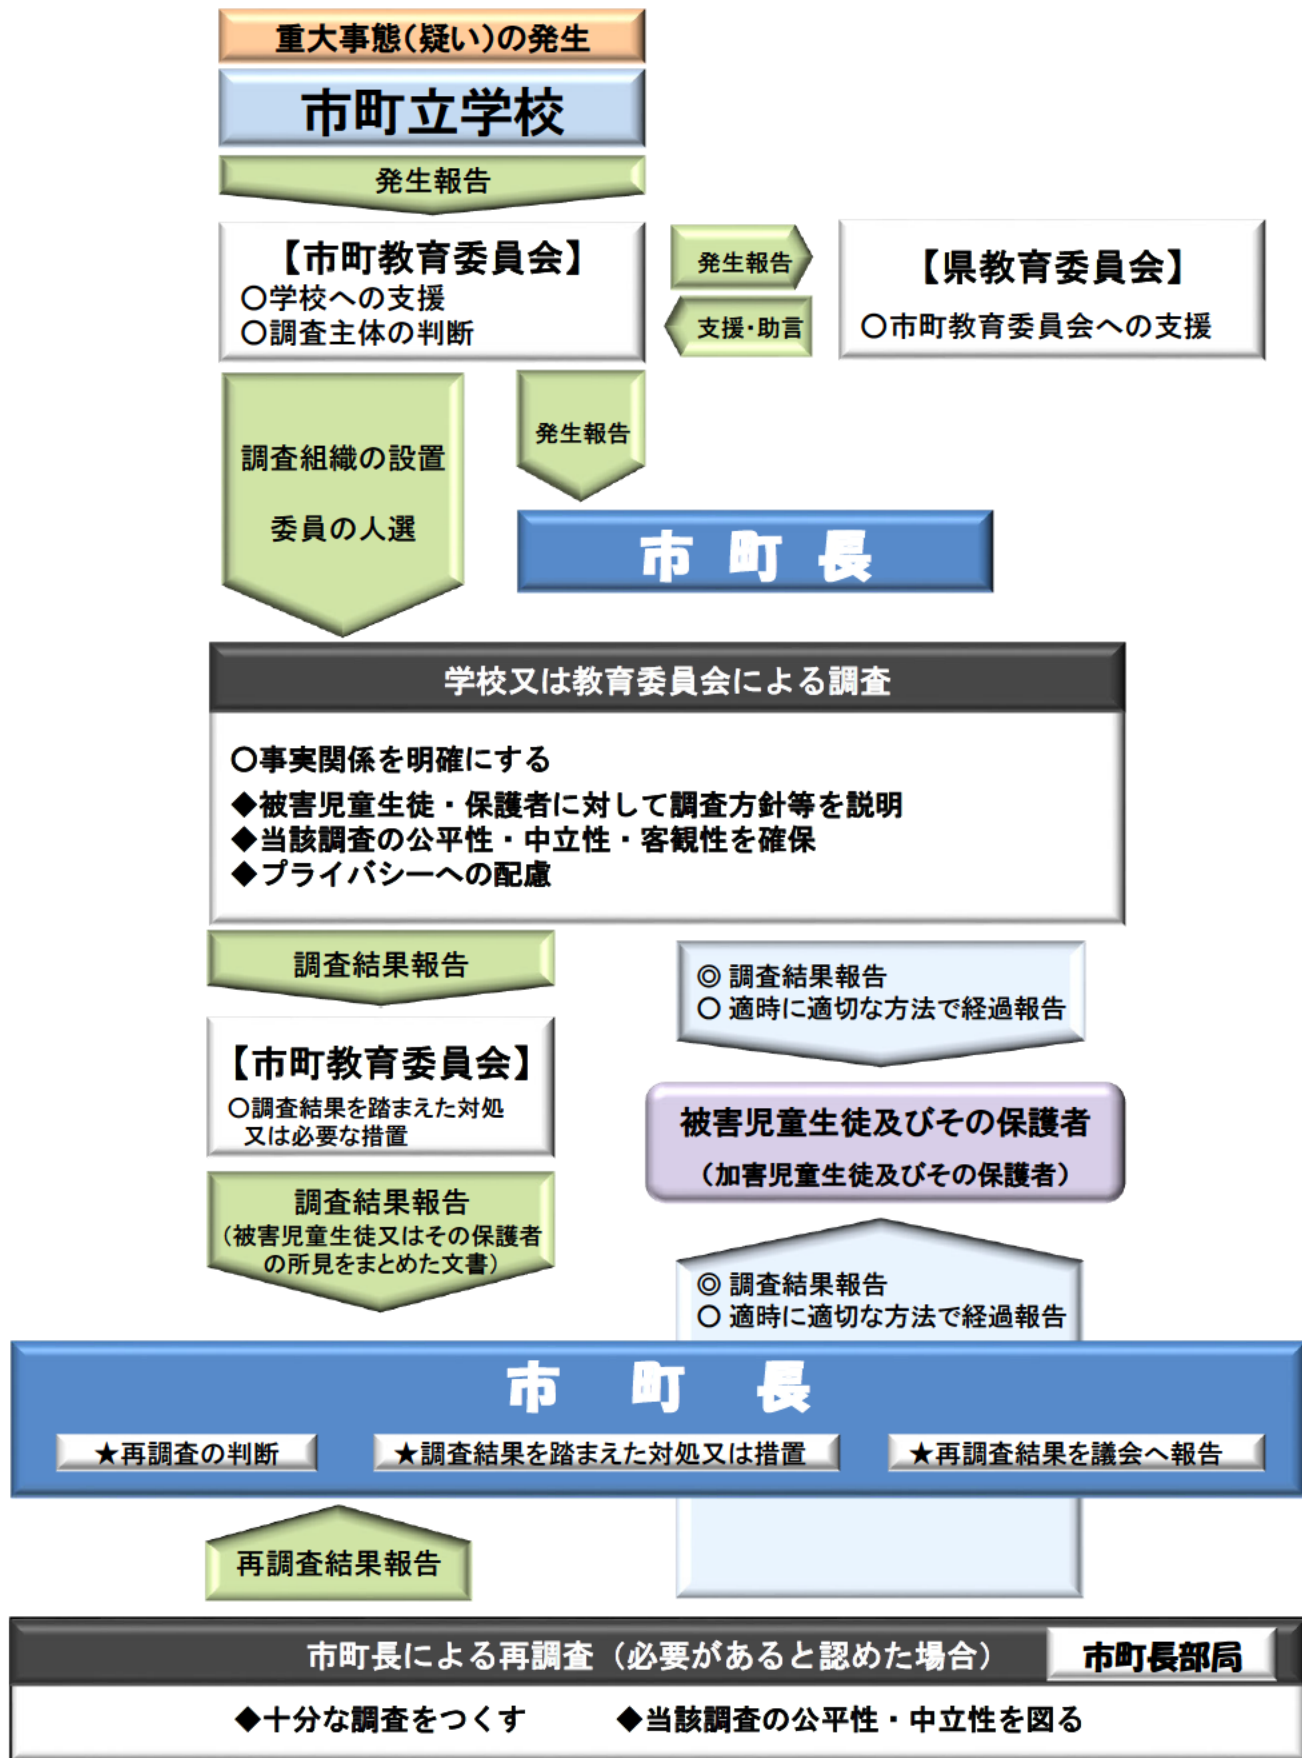 重大事態(疑い)の発生
市町立学校
発生報告
【市町教育委員会】
○学校への支援
○調査主体の判断
発生報告
支援・助言
【県教育委員会】
○市町教育委員会への支援
調査組織の設置
委員の人選
発生報告
市 町 長
学校又は教育委員会による調査
○事実関係を明確にする
◆被害児童生徒・保護者に対して調査方針等を説明
◆当該調査の公平性・中立性・客観性を確保
◆プライバシーへの配慮
調査結果報告
◎ 調査結果報告
○ 適時に適切な方法で経過報告
【市町教育委員会】
○調査結果を踏まえた対処
又は必要な措置
被害児童生徒及びその保護者
(加害児童生徒及びその保護者)
調査結果報告
(被害児童生徒又はその保護者
の所見をまとめた文書)
◎ 調査結果報告
○ 適時に適切な方法で経過報告
市 町 長
★再調査の判断
★調査結果を踏まえた対処又は措置
★再調査結果を議会へ報告
再調査結果報告
市町長による再調査(必要があると認めた場合)
市町長部局
◆十分な調査をつくす
◆当該調査の公平性・中立性を図る